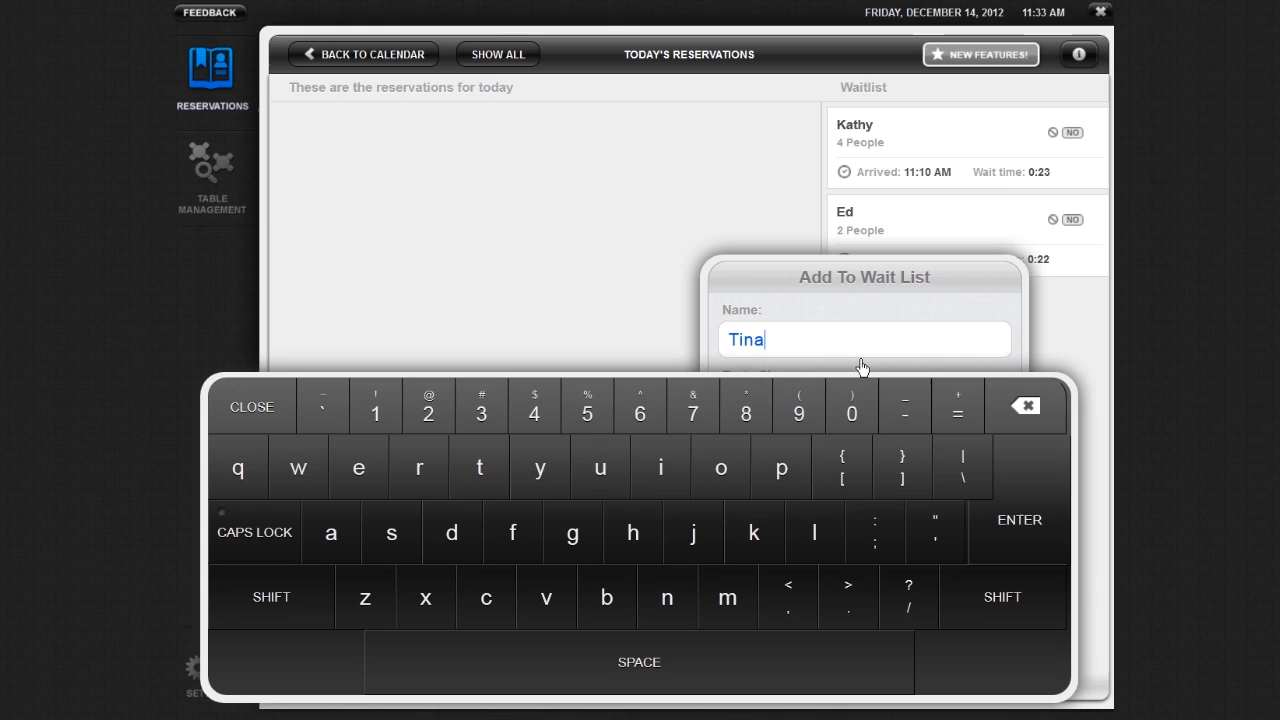 FEEDBACK
FRIDAY, DECEMBER 14, 2012 11:33 AM
RESERVATIONS
TABLE
MANAGEMENT
BACK TO CALENDAR
SHOW ALL
TODAY'S RESERVATIONS
NEW FEATURES!
These are the reservations for today
Waitlist
Kathy
NO
4 People
Arrived: 11:10 AM Wait time: 0:23
Ed
NO
2 People
0:22
Add To Wait List
Name:
Tina
CLOSE
~ ! @ # $ % ^ & * ( ) _ +
` 1 2 3 4 5 6 7 8 9 0 - =
q w e r t y u i o p { } |
[ ] \
CAPS LOCK a s d f g h j k l : "
; '
ENTER
SHIFT z x c v b n m < > ? SHIFT
, . /
SPACE